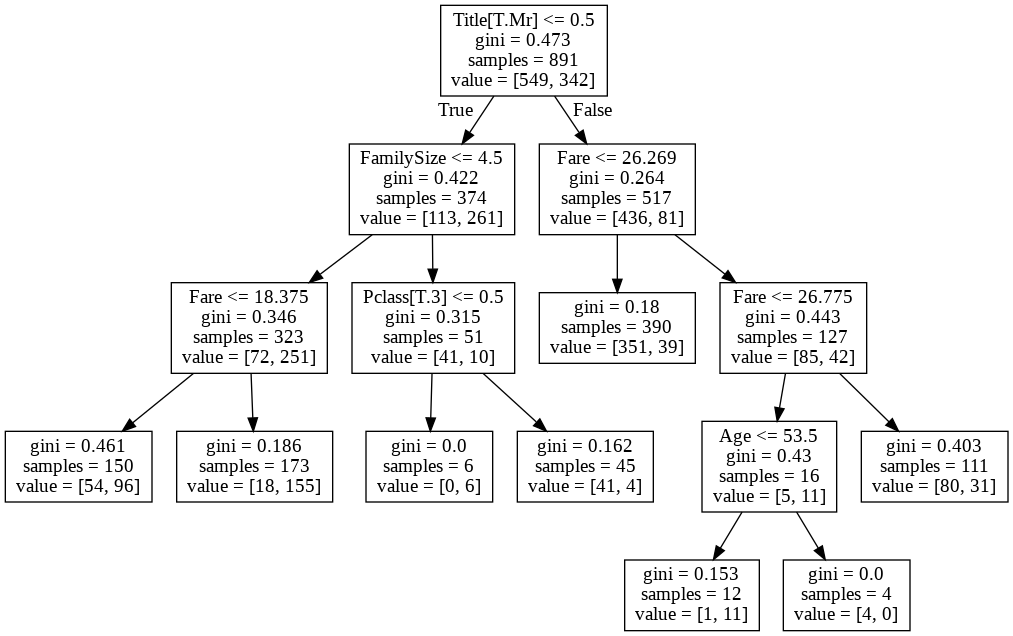 Title[T.Mr] <= 0.5
gini = 0.473
samples = 891
value = [549, 342]
True
False
FamilySize <= 4.5
gini = 0.422
samples = 374
value = [113, 261]
Fare <= 26.269
gini = 0.264
samples = 517
value = [436, 81]
Fare <= 18.375
gini = 0.346
samples = 323
value = [72, 251]
Pclass[T.3] <= 0.5
gini = 0.315
samples = 51
value = [41, 10]
gini = 0.18
samples = 390
value = [351, 39]
Fare <= 26.775
gini = 0.443
samples = 127
value = [85, 42]
gini = 0.461
samples = 150
value = [54, 96]
gini = 0.186
samples = 173
value = [18, 155]
gini = 0.0
samples = 6
value = [0, 6]
gini = 0.162
samples = 45
value = [41, 4]
Age <= 53.5
gini = 0.43
samples = 16
value = [5, 11]
gini = 0.403
samples = 111
value = [80, 31]
gini = 0.153
samples = 12
value = [1, 11]
gini = 0.0
samples = 4
value = [4, 0]